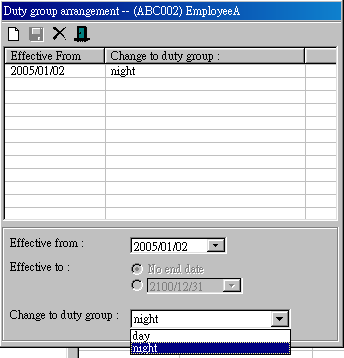 Duty group arrangement -- (ABC002) EmployeeA
Effective From Change to duty group :
2005/01/02 night
Effective from : 2005/01/02
Effective to : No end date
2100/12/31
Change to duty group : night
day
night